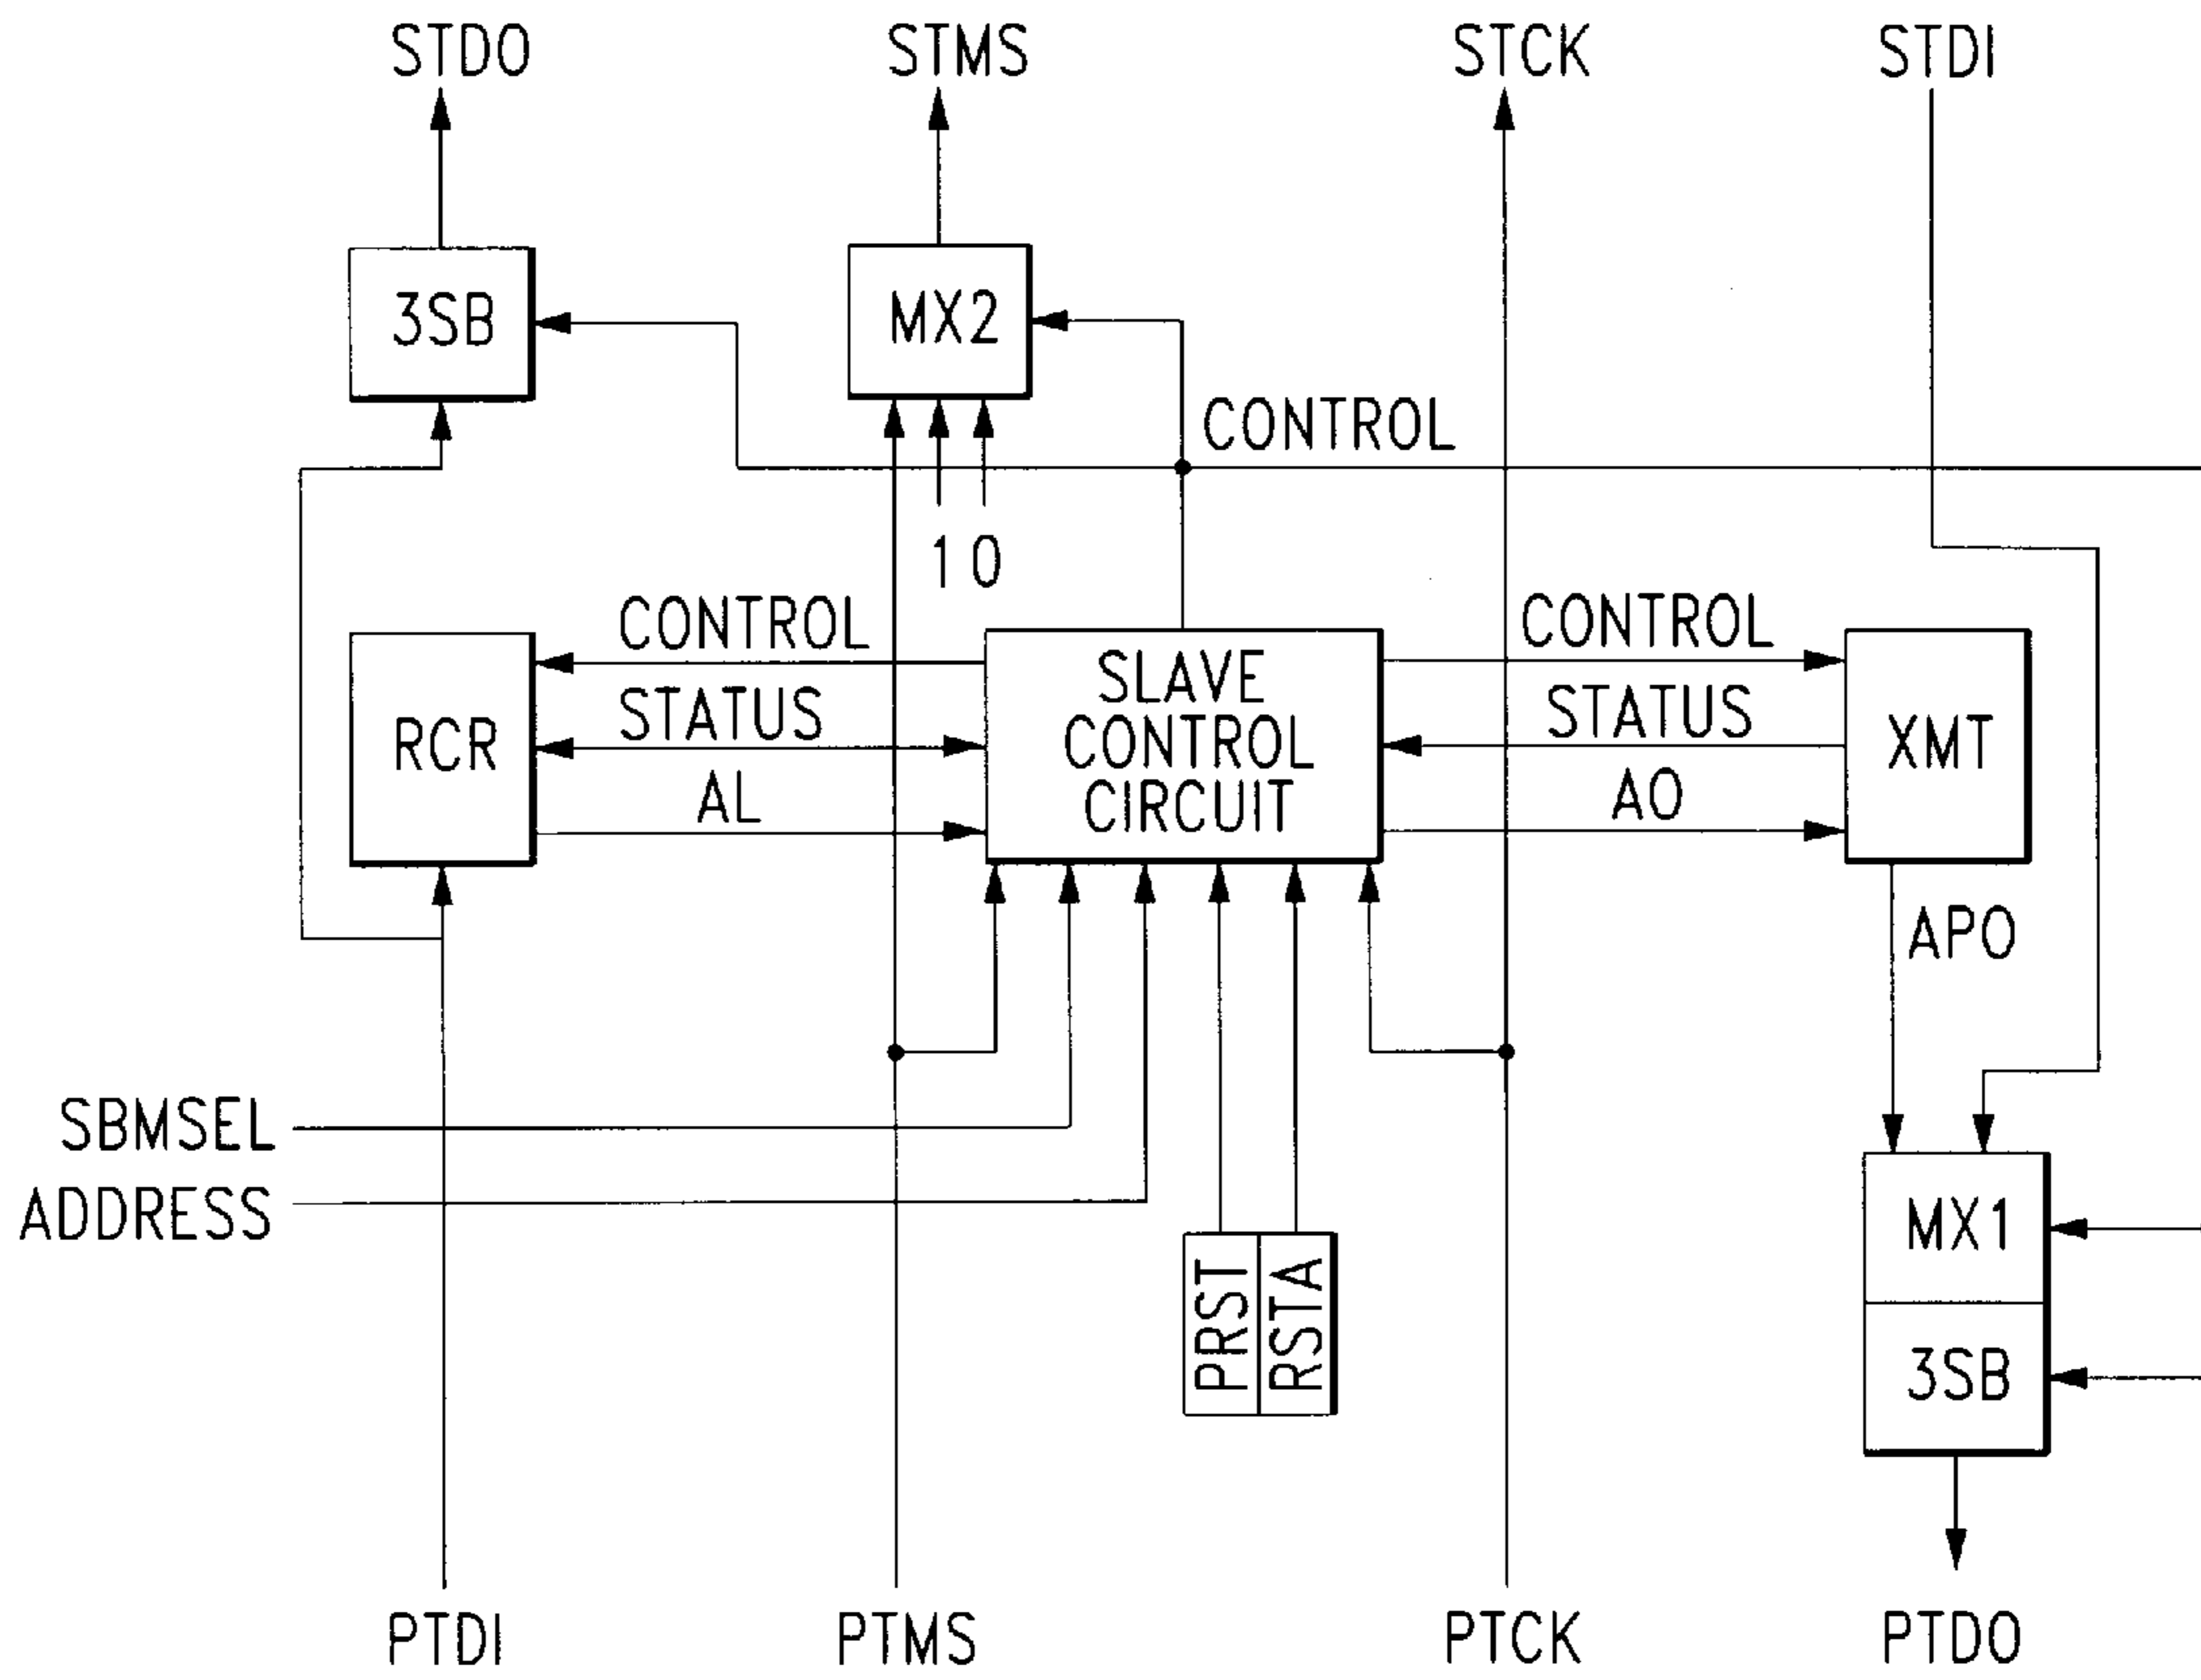 STDO
STMS
STCK
STDI
3SB
MX2
CONTROL
1 0
CONTROL
CONTROL
RCR
STATUS
SLAVE
CONTROL
CIRCUIT
STATUS
XMT
AL
AO
APO
SBMSEL
ADDRESS
MX1
PRST
RSTA
3SB
PTDI
PTMS
PTCK
PTDO